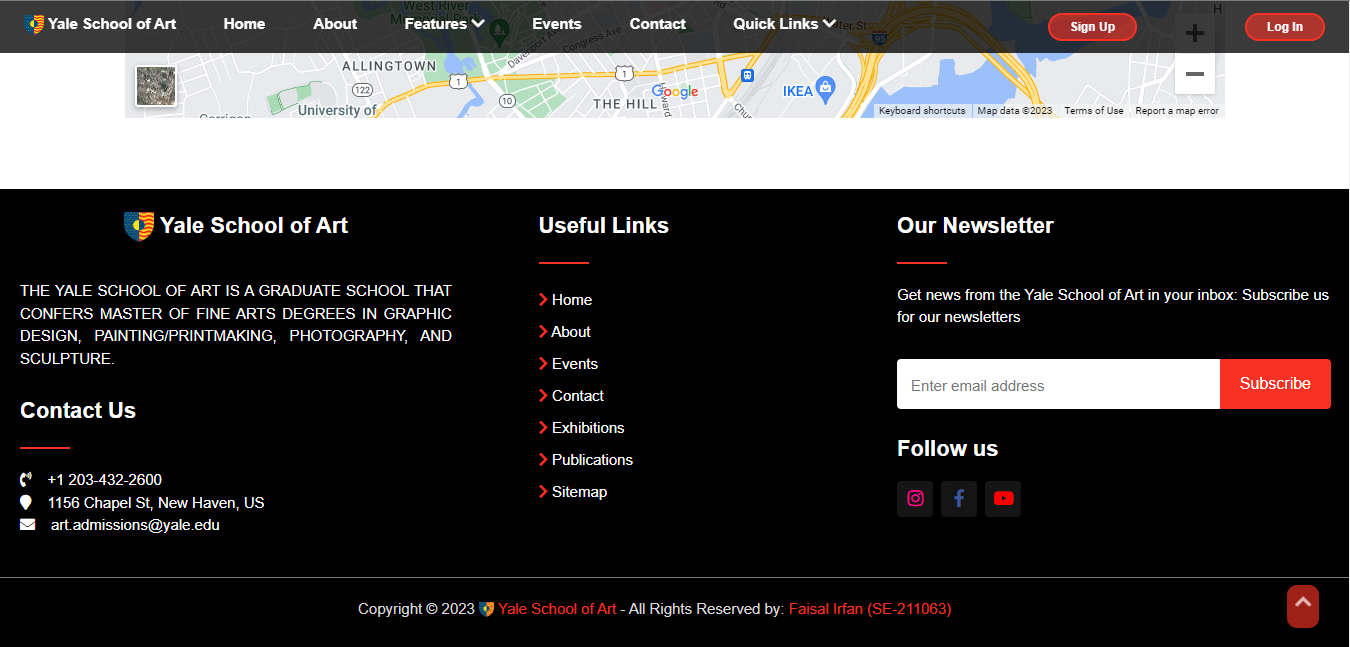 Yale School of Art Home About Features Events Contact Quick Links Sign Up Log In
West River
ALLINGTOWN
122
University of
1
10
Davenport Ave
Congress Ave
1
THE HILL
Google
IKEA
95
H
Keyboard shortcuts Map data ©2023 Terms of Use Report a map error
Yale School of Art
THE YALE SCHOOL OF ART IS A GRADUATE SCHOOL THAT
CONFERS MASTER OF FINE ARTS DEGREES IN GRAPHIC
DESIGN, PAINTING/PRINTMAKING, PHOTOGRAPHY, AND
SCULPTURE.
Contact Us
+1 203-432-2600
1156 Chapel St, New Haven, US
art.admissions@yale.edu
Useful Links
Home
About
Events
Contact
Exhibitions
Publications
Sitemap
Our Newsletter
Get news from the Yale School of Art in your inbox: Subscribe us
for our newsletters
Enter email address
Subscribe
Follow us
Copyright © 2023 Yale School of Art - All Rights Reserved by: Faisal Irfan (SE-211063)